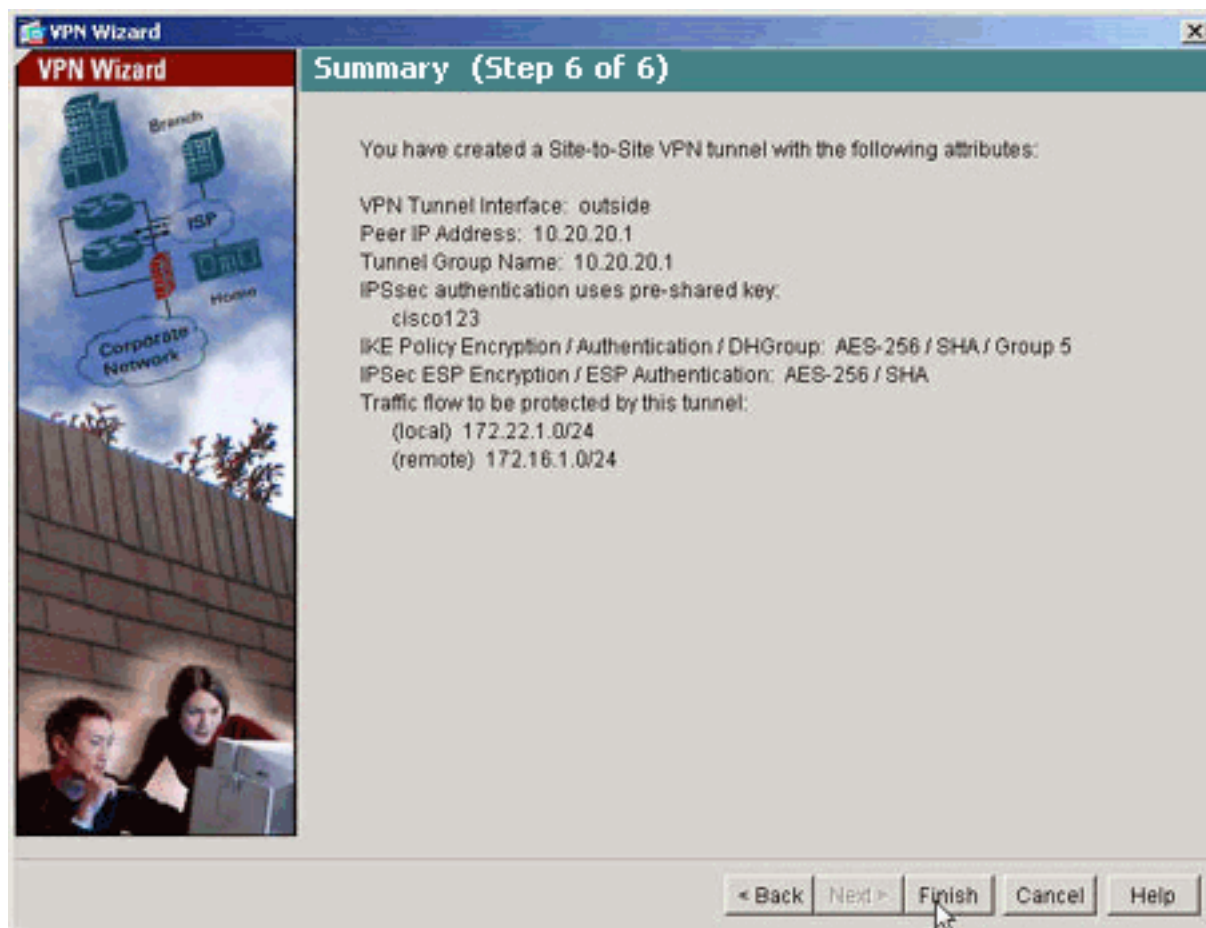 VPN Wizard
VPN Wizard
Summary (Step 6 of 6)
Branch
ISP
Home
Corporate
Network
You have created a Site-to-Site VPN tunnel with the following attributes:
VPN Tunnel Interface: outside
Peer IP Address: 10.20.20.1
Tunnel Group Name: 10.20.20.1
IPSsec authentication uses pre-shared key:
cisco123
IKE Policy Encryption / Authentication / DHGroup: AES-256 / SHA / Group 5
IPSec ESP Encryption / ESP Authentication: AES-256 / SHA
Traffic flow to be protected by this tunnel:
(local) 172.22.1.0/24
(remote) 172.16.1.0/24
< Back Next > Finish Cancel Help